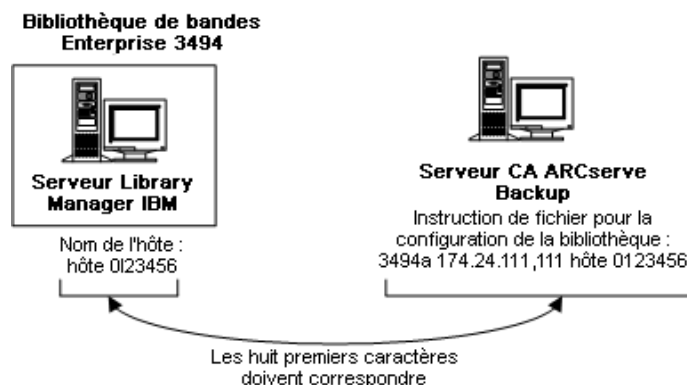 Bibliothèque de bandes
Enterprise 3494
Serveur Library
Manager IBM
Nom de l'hôte :
hôte 0l23456
Serveur CA ARCserve
Backup
Instruction de fichier pour la
configuration de la bibliothèque :
3494a 174.24.111,111 hôte 0123456
Les huit premiers caractères
doivent correspondre